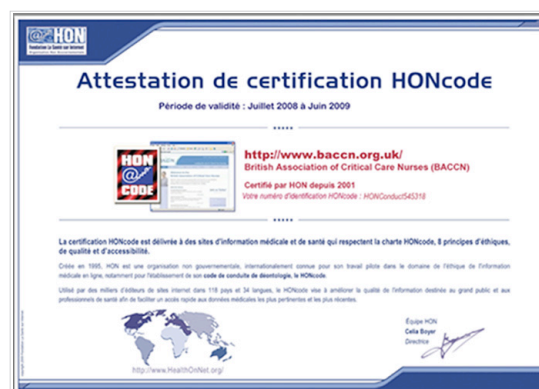 HON
Fondation La Santé sur Internet
Attestation de certification HONcode
Période de validité : Juillet 2008 à Juin 2009
HON
@
CODE
http://www.baccn.org.uk/
British Association of Critical Care Nurses (BACCN)
Certifié par HON depuis 2001
Votre numéro d'identification HONcode : HONConduct545318
La certification HONcode est délivrée à des sites d'information médicale et de santé qui respectent la charte HONcode, 8 principes d'éthiques,
de qualité et d'accessibilité.
Créée en 1995, HON est une organisation non gouvernementale, internationalement connue pour son travail pilote dans le domaine de l'éthique de l'information
médicale en ligne, notamment pour l'établissement de son code de conduite de déontologie, le HONcode.
Utilisé par des milliers d'éditeurs de sites internet dans 118 pays et 34 langues, le HONcode vise à améliorer la qualité de l'information destinée au grand public et aux
professionnels de santé afin de faciliter un accès rapide aux données médicales les plus pertinentes et les plus récentes.
http://www.HealthOnNet.org/
Équipe HON
Celia Boyer
Directrice